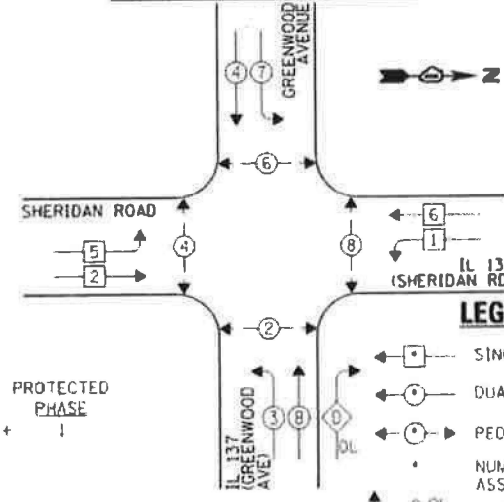 GREENWOOD
AVENUE
N
4
7
6
SHERIDAN ROAD
5
2
4
8
6
1
IL 13
(SHERIDAN RD
2
LEG
SING
DUA
PED
NUM
ASS
PROTECTED
PHASE
IL 137
(GREENWOOD
AVE)
3
8
OL